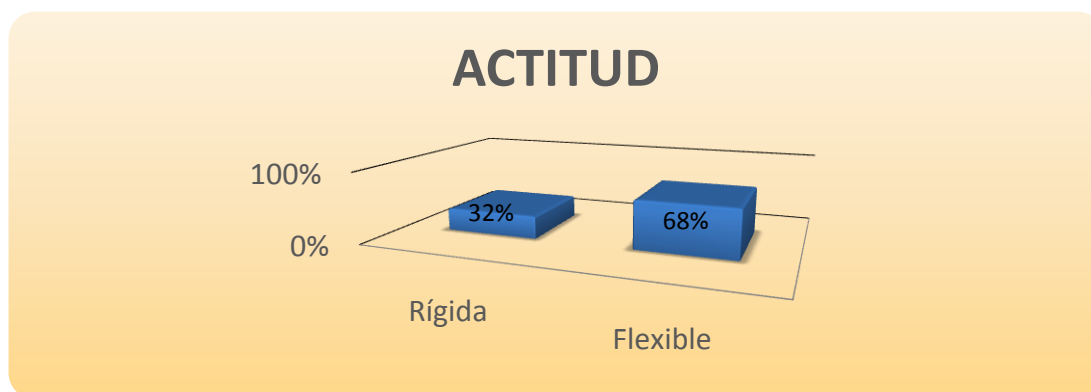 ACTITUD
100%
0%
32%
68%
Rígida
Flexible